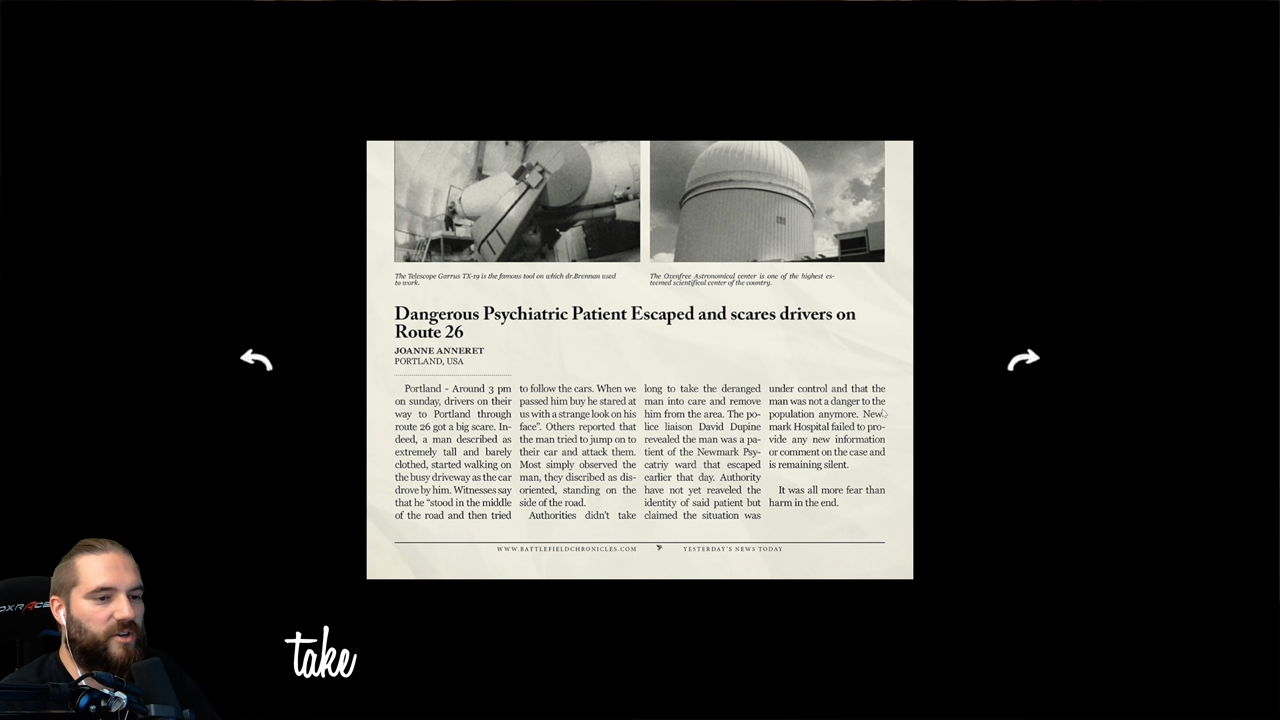 The Telescope Garrus TX-19 is the famous tool on which dr.Brennan used
to work.
The Oxenfree Astronomical center is one of the highest es-
teemed scientifical center of the country.
Dangerous Psychiatric Patient Escaped and scares drivers on
Route 26
JOANNE ANNERET
PORTLAND, USA
Portland - Around 3 pm
on sunday, drivers on their
way to Portland through
route 26 got a big scare. In-
deed, a man described as
extremely tall and barely
clothed, started walking on
the busy driveway as the car
drove by him. Witnesses say
that he “stood in the middle
of the road and then tried
to follow the cars. When we
passed him buy he stared at
us with a strange look on his
face”. Others reported that
the man tried to jump on to
their car and attack them.
Most simply observed the
man, they discribed as dis-
oriented, standing on the
side of the road.
Authorities didn’t take
long to take the deranged
man into care and remove
him from the area. The po-
lice liaison David Dupine
revealed the man was a pa-
tient of the Newmark Psy-
catriy ward that escaped
earlier that day. Authority
have not yet reaveled the
identity of said patient but
claimed the situation was
under control and that the
man was not a danger to the
population anymore. New-
mark Hospital failed to pro-
vide any new information
or comment on the case and
is remaining silent.
It was all more fear than
harm in the end.
WWW.BATTLEFIELDCHRONICLES.COM
YESTERDAY'S NEWS TODAY
take